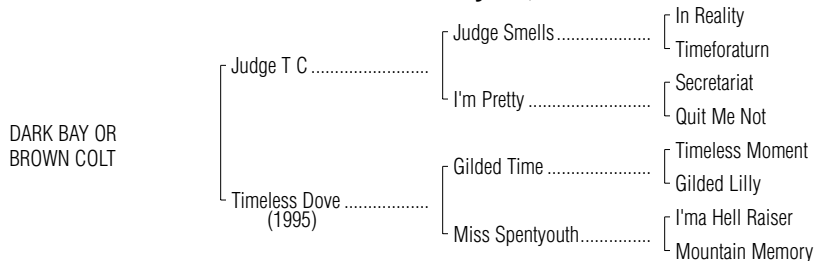 DARK BAY OR
BROWN COLT
Judge T C
Timeless Dove
(1995)
Judge Smells
I'm Pretty
Gilded Time
Miss Spentyouth
In Reality
Timeforaturn
Secretariat
Quit Me Not
Timeless Moment
Gilded Lilly
I'ma Hell Raiser
Mountain Memory